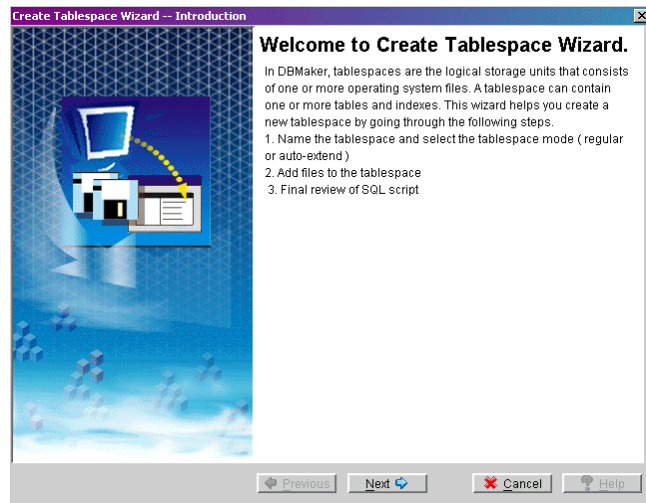 Create Tablespace Wizard -- Introduction
Welcome to Create Tablespace Wizard.
In DBMaker, tablespaces are the logical storage units that consists
of one or more operating system files. A tablespace can contain
one or more tables and indexes. This wizard helps you create a
new tablespace by going through the following steps.
1. Name the tablespace and select the tablespace mode ( regular
or auto-extend )
2. Add files to the tablespace
3. Final review of SQL script
Previous Next Cancel Help